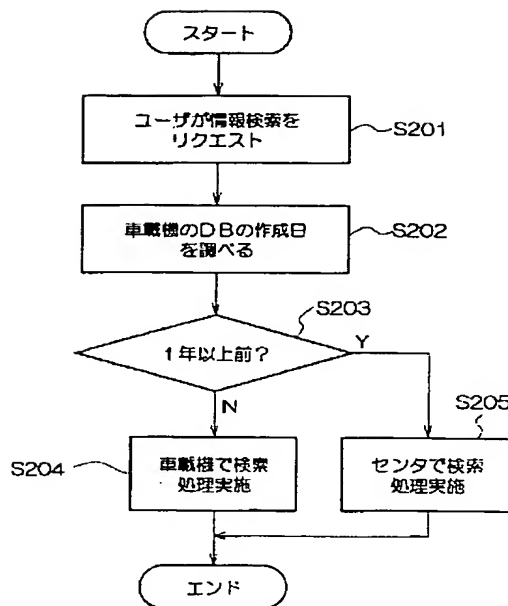 スタート
ユーザが情報検索を
リクエスト
S201
車載機のDBの作成日
を調べる
S202
S203
1年以上前?
Y
N
S205
S204
車載機で検索
処理実施
センタで検索
処理実施
エンド